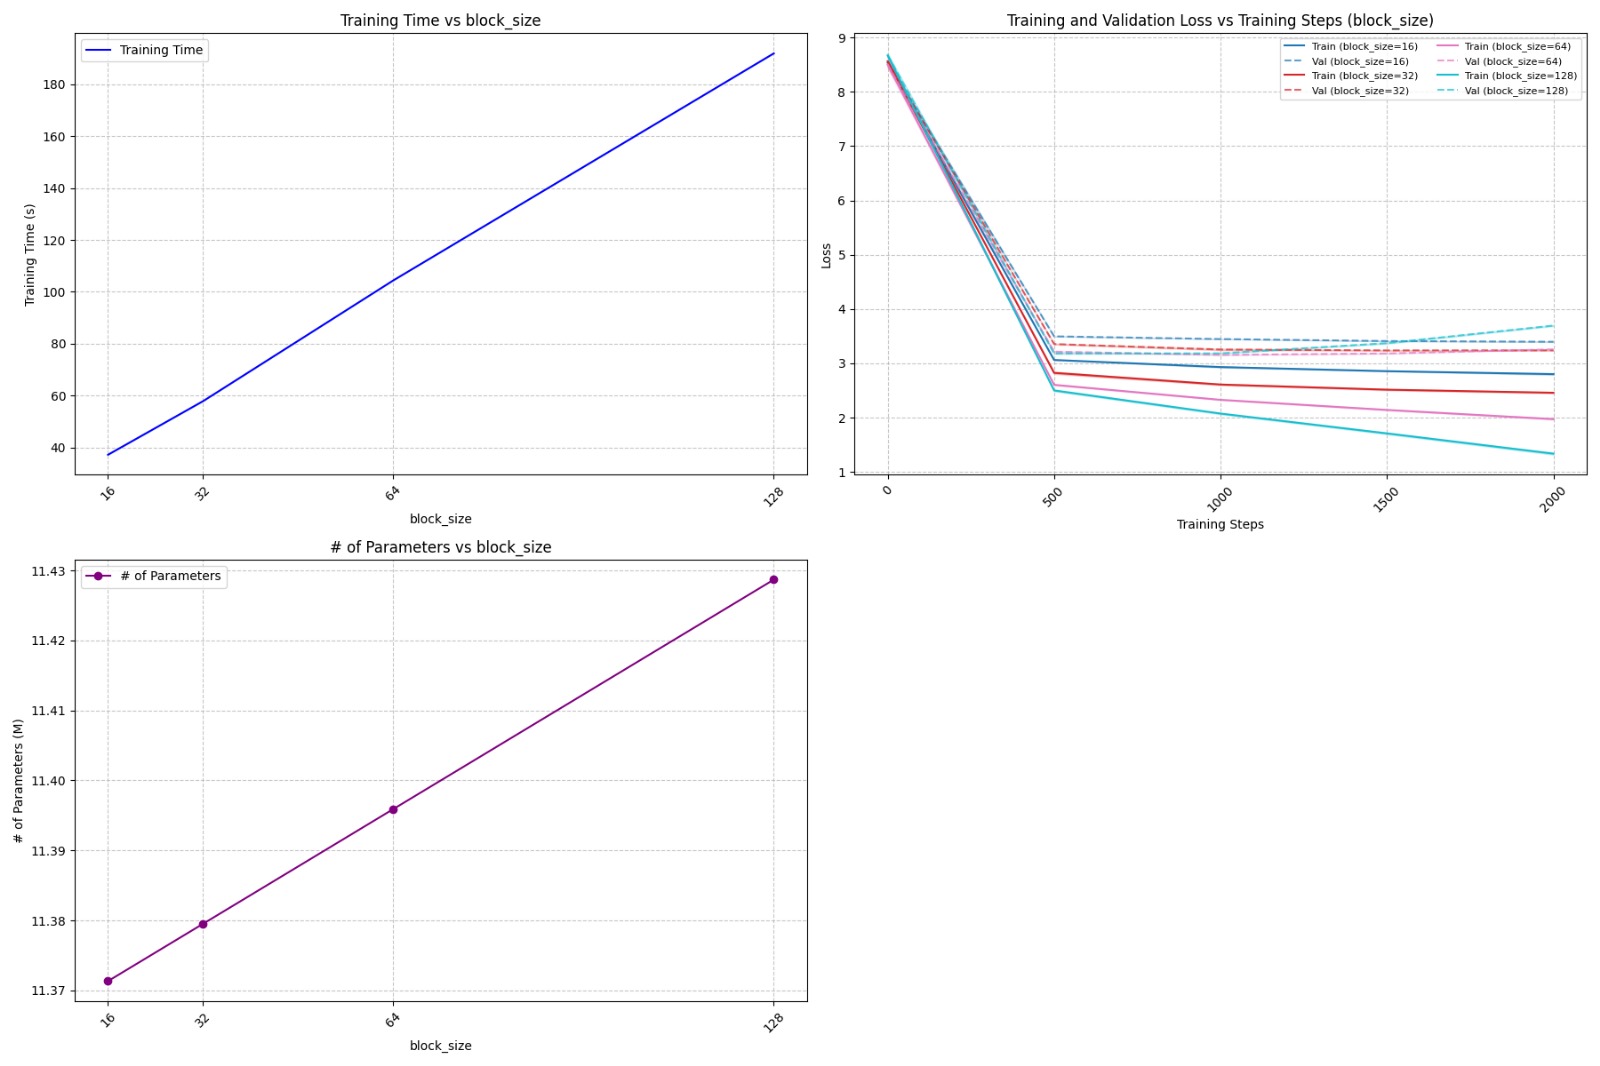 Training Time vs block_size
Training Time
180
160
140
120
100
80
60
40
Training Time (s)
16
32
64
128
block_size
Training and Validation Loss vs Training Steps (block_size)
Train (block_size=16)
Val (block_size=16)
Train (block_size=32)
Val (block_size=32)
Train (block_size=64)
Val (block_size=64)
Train (block_size=128)
Val (block_size=128)
9
8
7
6
5
4
3
2
1
Loss
0
500
1000
1500
2000
Training Steps
# of Parameters vs block_size
# of Parameters
11.43
11.42
11.41
11.40
11.39
11.38
11.37
# of Parameters (M)
16
32
64
128
block_size